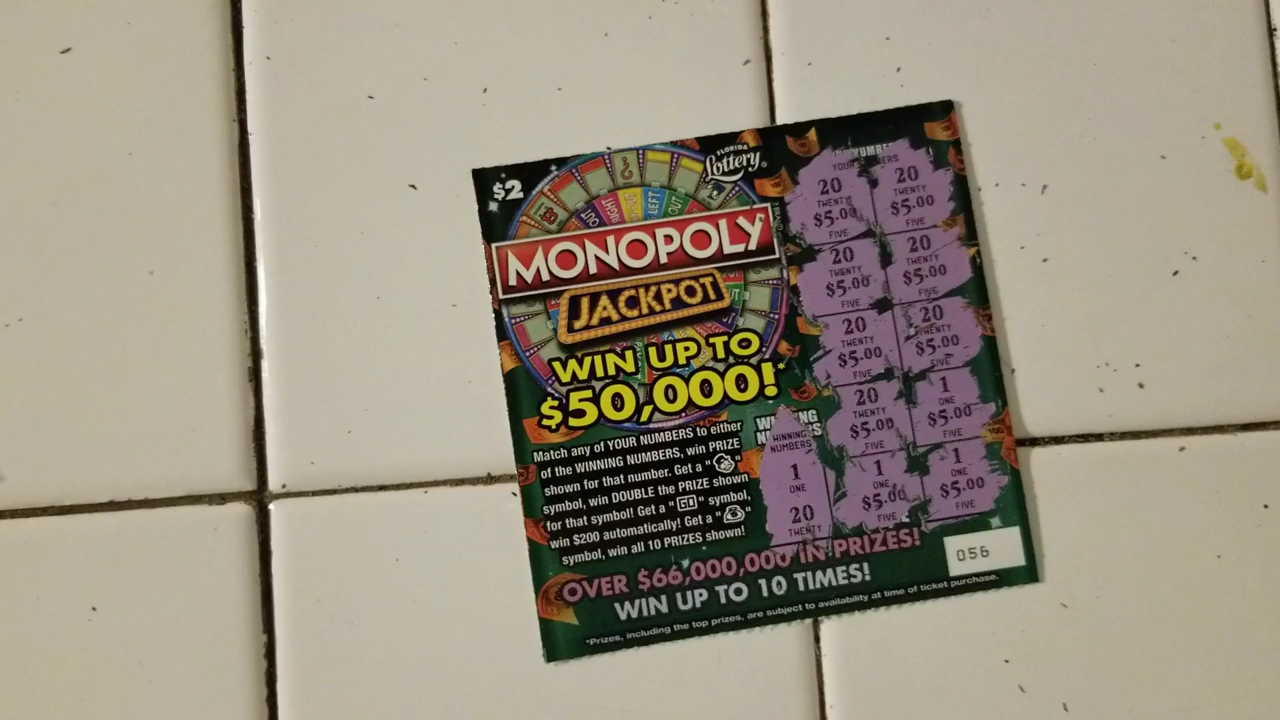 $2
FLORIDA
Lottery
MONOPOLY
JACKPOT
WIN UP TO
$50,000!*
Match any of YOUR NUMBERS to either
of the WINNING NUMBERS, win PRIZE
shown for that number. Get a " "
symbol, win DOUBLE the PRIZE shown
for that symbol! Get a "GO" symbol,
win $200 automatically! Get a " "
symbol, win all 10 PRIZES shown!
WINNING
NUMBERS
WINNING
NUMBERS
1
ONE
20
TWENTY
20 20
TWENTY TWENTY
$5.00 $5.00
FIVE FIVE
20 20
TWENTY TWENTY
$5.00 $5.00
FIVE FIVE
20 20
TWENTY TWENTY
$5.00 $5.00
FIVE FIVE
20 1
TWENTY ONE
$5.00 $5.00
FIVE FIVE
1 1
ONE ONE
$5.00 $5.00
FIVE FIVE
056
OVER $66,000,000 IN PRIZES!
WIN UP TO 10 TIMES!
*Prizes, including the top prizes, are subject to availability at time of ticket purchase.